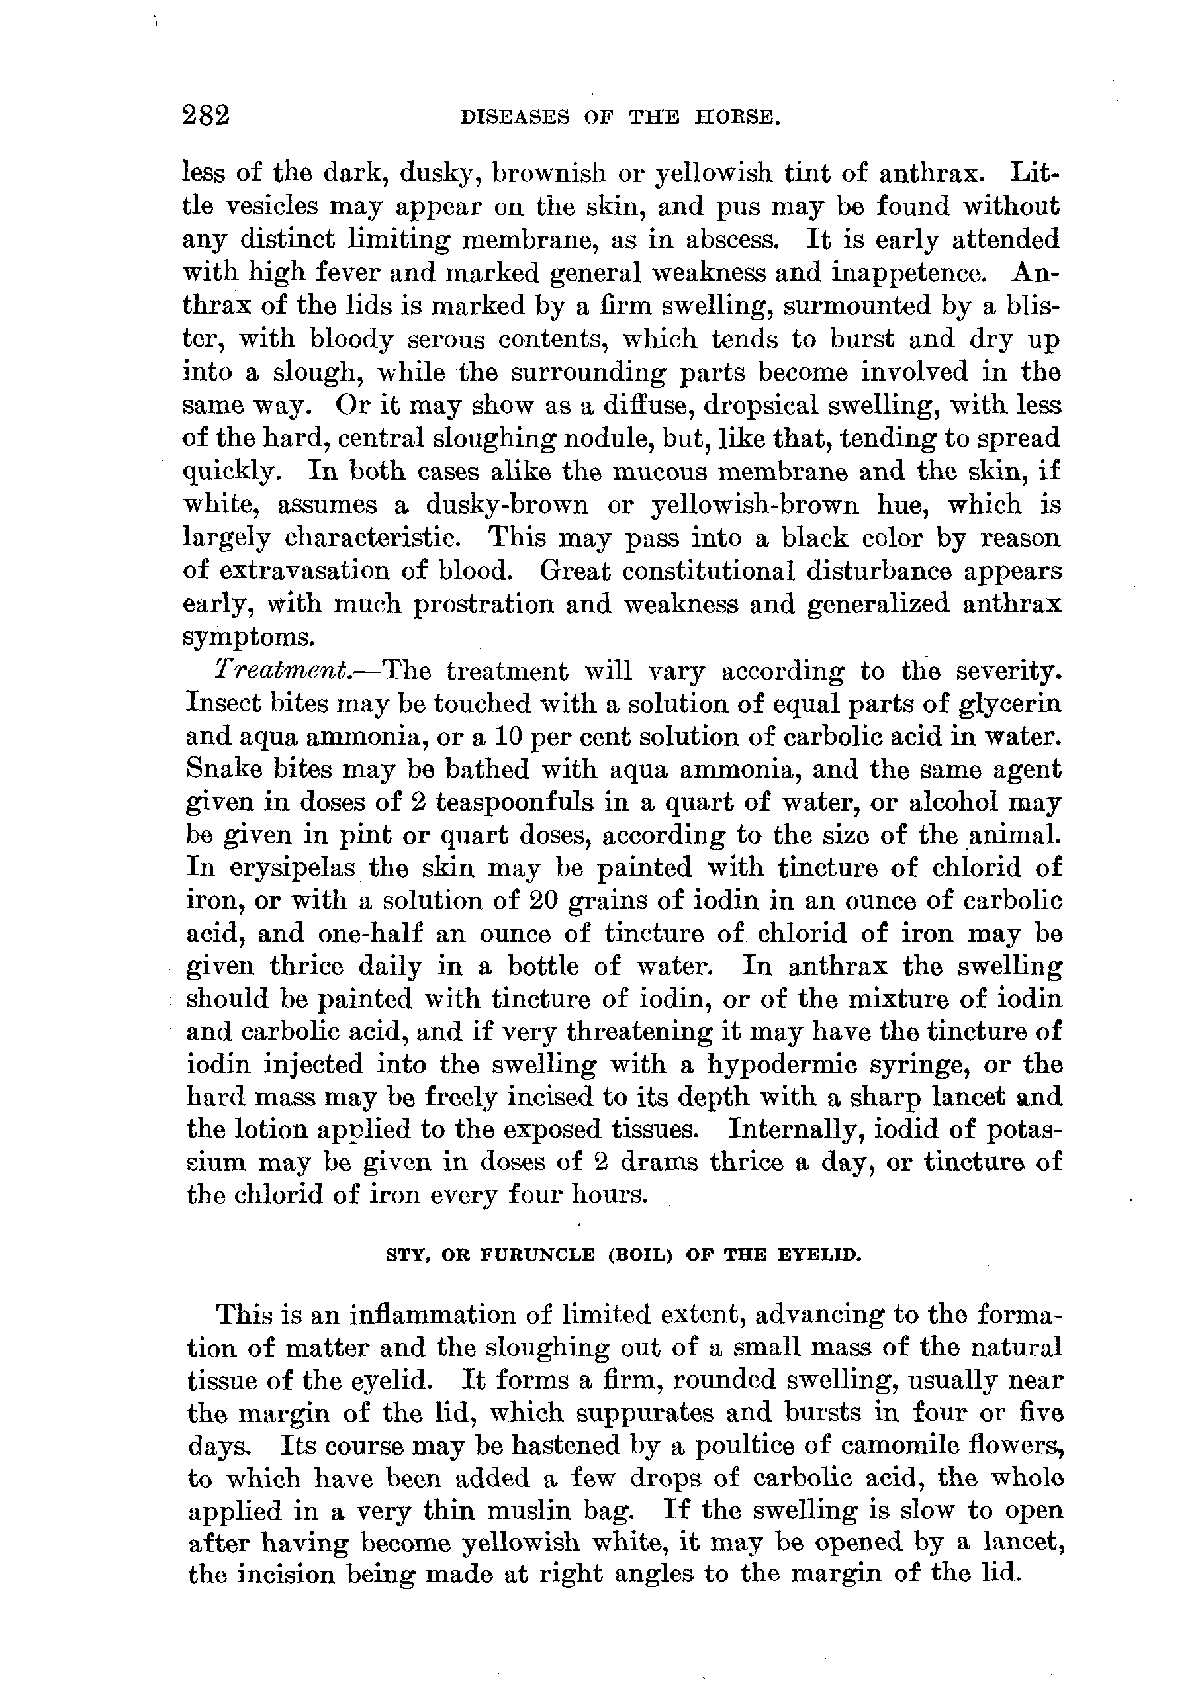 282 DISEASES OF THE HORSE.
less of the dark, dusky, brownish or yellowish tint of anthrax. Lit-
tle vesicles may appear on the skin, and pus may be found without
any distinct limiting membrane, as in abscess. It is early attended
with high fever and marked general weakness and inappetence. An-
thrax of the lids is marked by a firm swelling, surmounted by a blis-
ter, with bloody serous contents, which tends to burst and dry up
into a slough, while the surrounding parts become involved in the
same way. Or it may show as a diffuse, dropsical swelling, with less
of the hard, central sloughing nodule, but, like that, tending to spread
quickly. In both cases alike the mucous membrane and the skin, if
white, assumes a dusky-brown or yellowish-brown hue, which is
largely characteristic. This may pass into a black color by reason
of extravasation of blood. Great constitutional disturbance appears
early, with much prostration and weakness and generalized anthrax
symptoms.
Treatment.—The treatment will vary according to the severity.
Insect bites may be touched with a solution of equal parts of glycerin
and aqua ammonia, or a 10 per cent solution of carbolic acid in water.
Snake bites may be bathed with aqua ammonia, and the same agent
given in doses of 2 teaspoonfuls in a quart of water, or alcohol may
be given in pint or quart doses, according to the size of the animal.
In erysipelas the skin may be painted with tincture of chlorid of
iron, or with a solution of 20 grains of iodin in an ounce of carbolic
acid, and one-half an ounce of tincture of chlorid of iron may be
given thrice daily in a bottle of water. In anthrax the swelling
should be painted with tincture of iodin, or of the mixture of iodin
and carbolic acid, and if very threatening it may have the tincture of
iodin injected into the swelling with a hypodermic syringe, or the
hard mass may be freely incised to its depth with a sharp lancet and
the lotion applied to the exposed tissues. Internally, iodid of potas-
sium may be given in doses of 2 drams thrice a day, or tincture of
the chlorid of iron every four hours.
STY, OR FURUNCLE (BOIL) OF THE EYELID.
This is an inflammation of limited extent, advancing to the forma-
tion of matter and the sloughing out of a small mass of the natural
tissue of the eyelid. It forms a firm, rounded swelling, usually near
the margin of the lid, which suppurates and bursts in four or five
days. Its course may be hastened by a poultice of camomile flowers,
to which have been added a few drops of carbolic acid, the whole
applied in a very thin muslin bag. If the swelling is slow to open
after having become yellowish white, it may be opened by a lancet,
the incision being made at right angles to the margin of the lid.